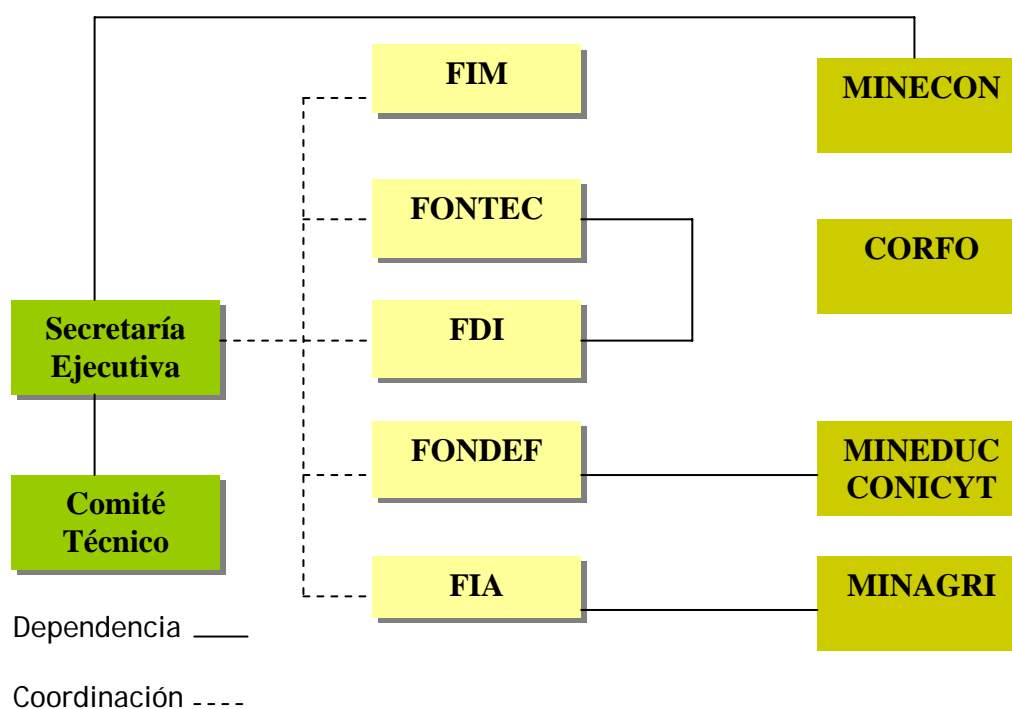 FIM
MINECON
FONTEC
CORFO
Secretaría
Ejecutiva
FDI
FONDEF
MINEDUC
CONICYT
Comité
Técnico
FIA
MINAGRI
Dependencia
Coordinación